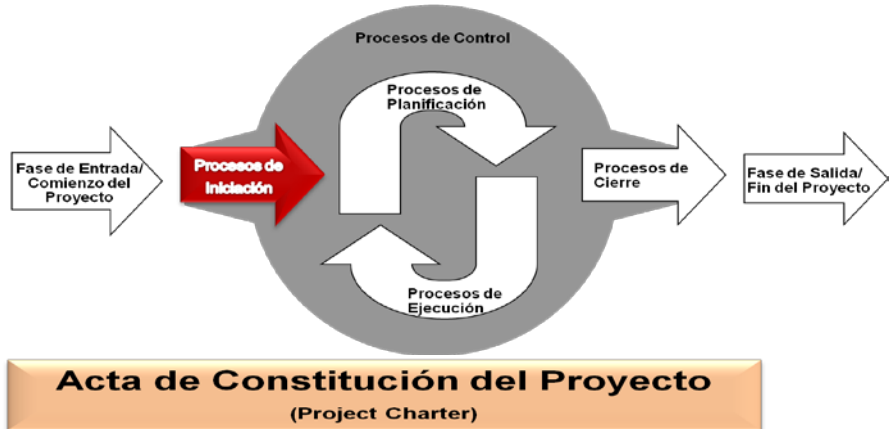 Procesos de Control
Procesos de
Planificación
Fase de Entrada/
Comienzo del
Proyecto
Procesos de
Iniciación
Procesos de
Cierre
Fase de Salida/
Fin del Proyecto
Procesos de
Ejecución
Acta de Constitución del Proyecto
(Project Charter)